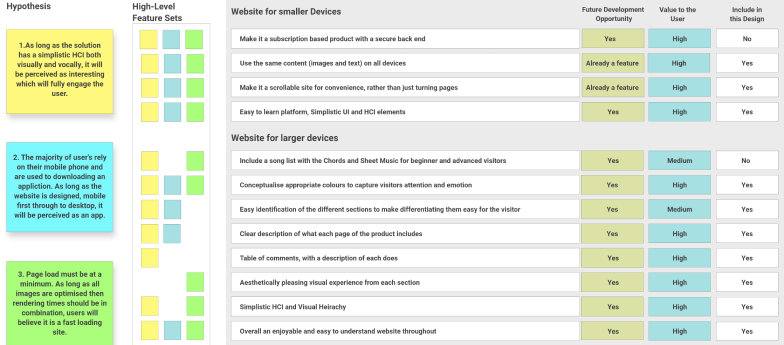 Hypothesis
High-Level
Feature Sets
1.As long as the solution
has a simplistic HCI both
visually and vocally, it will
be perceived as interesting
which will fully engage the
user.
2. The majority of user's rely
on their mobile phone and
are used to downloading an
appliction. As long as the
website is designed, mobile
first through to desktop, it
will be perceived as an app.
3. Page load must be at a
minimum. As long as all
images are optimised then
rendering times should be in
combination, users will
believe it is a fast loading
site.
Website for smaller Devices
Future Development
Opportunity
Value to the
User
Include in
this Design
Make it a subscription based product with a secure back end
Yes
High
No
Use the same content (images and text) on all devices
Already a feature
High
Yes
Make it a scrollable site for convenience, rather than just turning pages
Already a feature
High
Yes
Easy to learn platform, Simplistic UI and HCI elements
Yes
High
Yes
Website for larger devices
Include a song list with the Chords and Sheet Music for beginner and advanced visitors
Yes
Medium
No
Conceptualise appropriate colours to capture visitors attention and emotion
Yes
High
Yes
Easy identification of the different sections to make differentiating them easy for the visitor
Yes
Medium
Yes
Clear description of what each page of the product includes
Yes
High
Yes
Table of comments, with a description of each does
Yes
High
Yes
Aesthetically pleasing visual experience from each section
Yes
High
Yes
Simplistic HCI and Visual Heirachy
Yes
High
Yes
Overall an enjoyable and easy to understand website throughout
Yes
High
Yes